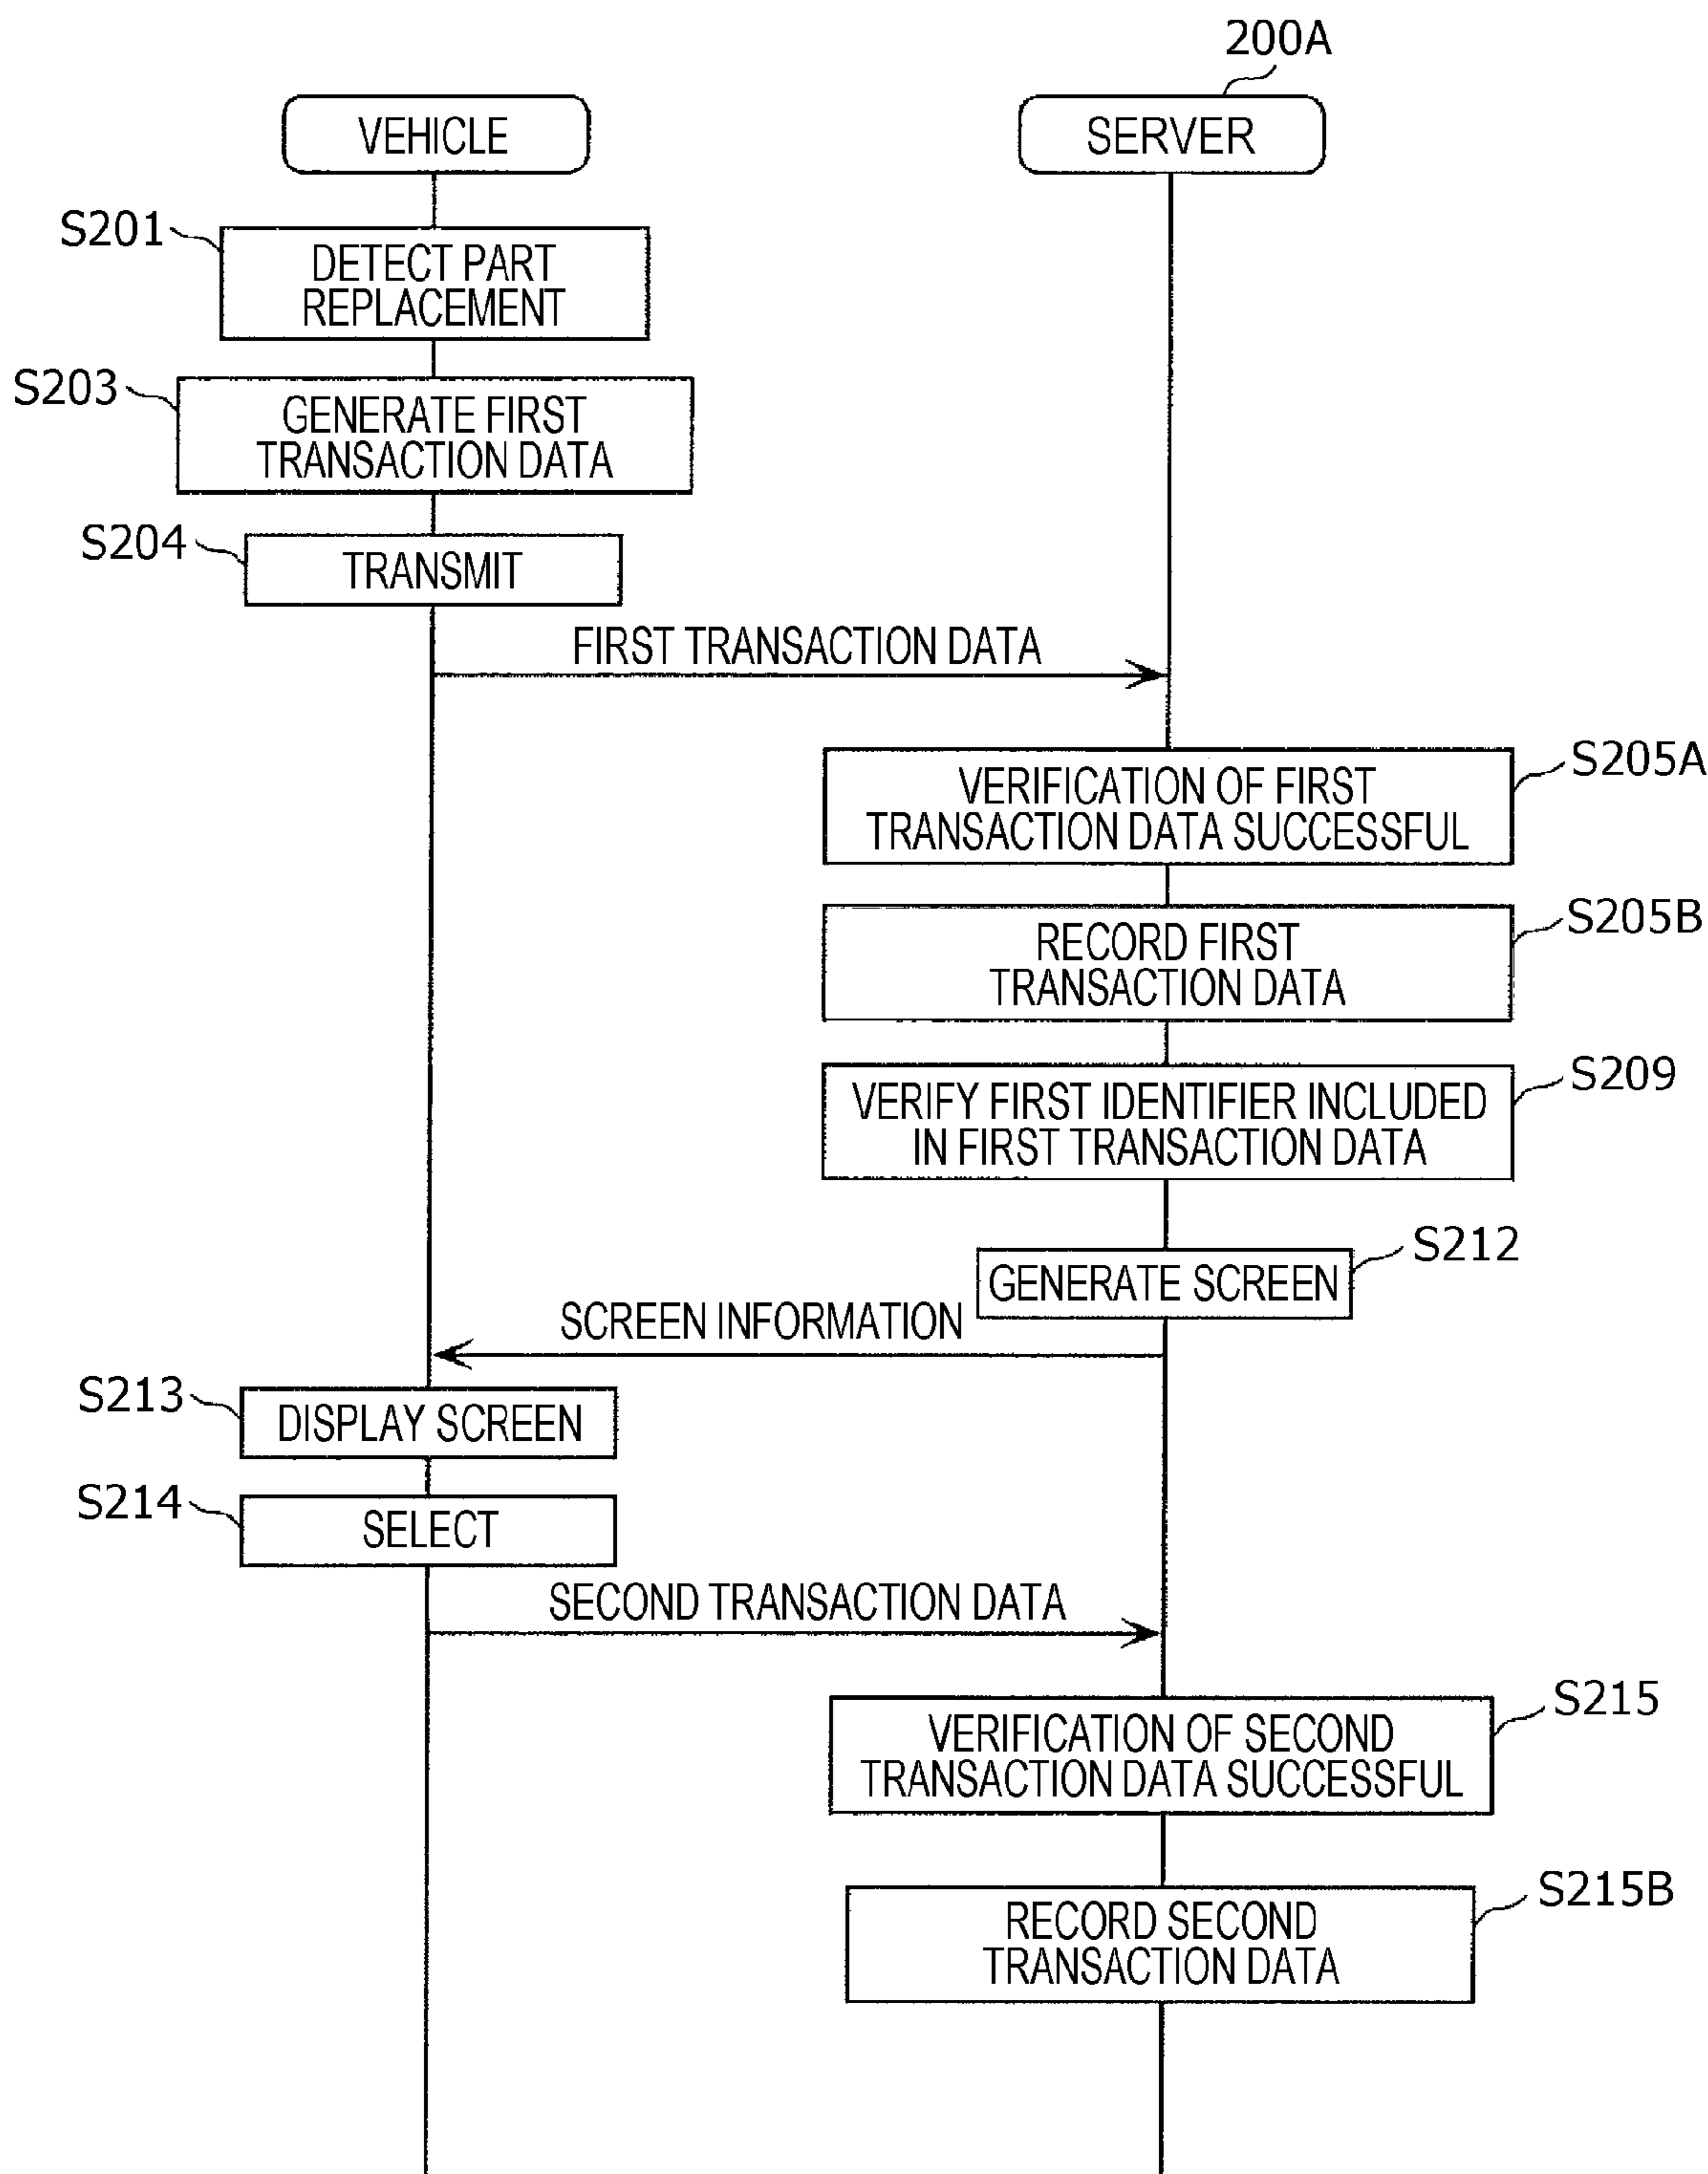 200A
VEHICLE
SERVER
S201
DETECT PART
REPLACEMENT
S203
GENERATE FIRST
TRANSACTION DATA
S204
TRANSMIT
FIRST TRANSACTION DATA
S205A
VERIFICATION OF FIRST
TRANSACTION DATA SUCCESSFUL
S205B
RECORD FIRST
TRANSACTION DATA
S209
VERIFY FIRST IDENTIFIER INCLUDED
IN FIRST TRANSACTION DATA
S212
GENERATE SCREEN
SCREEN INFORMATION
S213
DISPLAY SCREEN
S214
SELECT
SECOND TRANSACTION DATA
S215
VERIFICATION OF SECOND
TRANSACTION DATA SUCCESSFUL
S215B
RECORD SECOND
TRANSACTION DATA